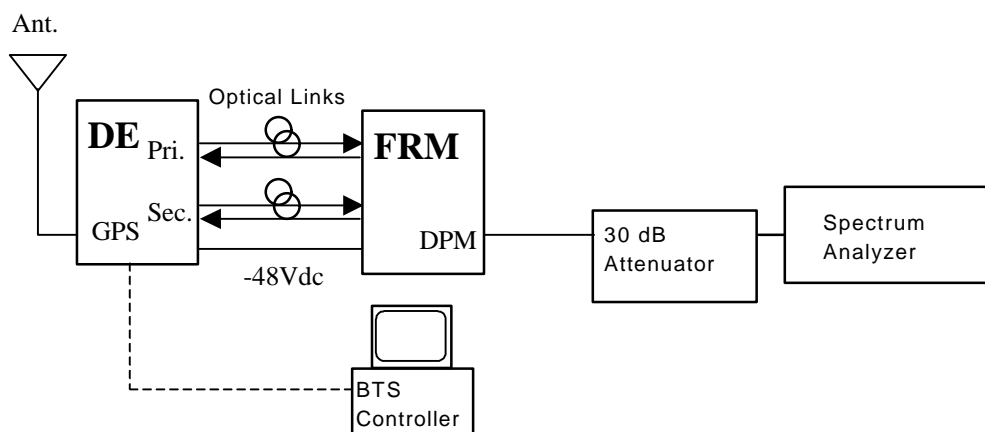 Ant.
Optical Links
DE
Pri.
FRM
Sec.
GPS
DPM
-48Vdc
30 dB
Attenuator
Spectrum
Analyzer
BTS
Controller